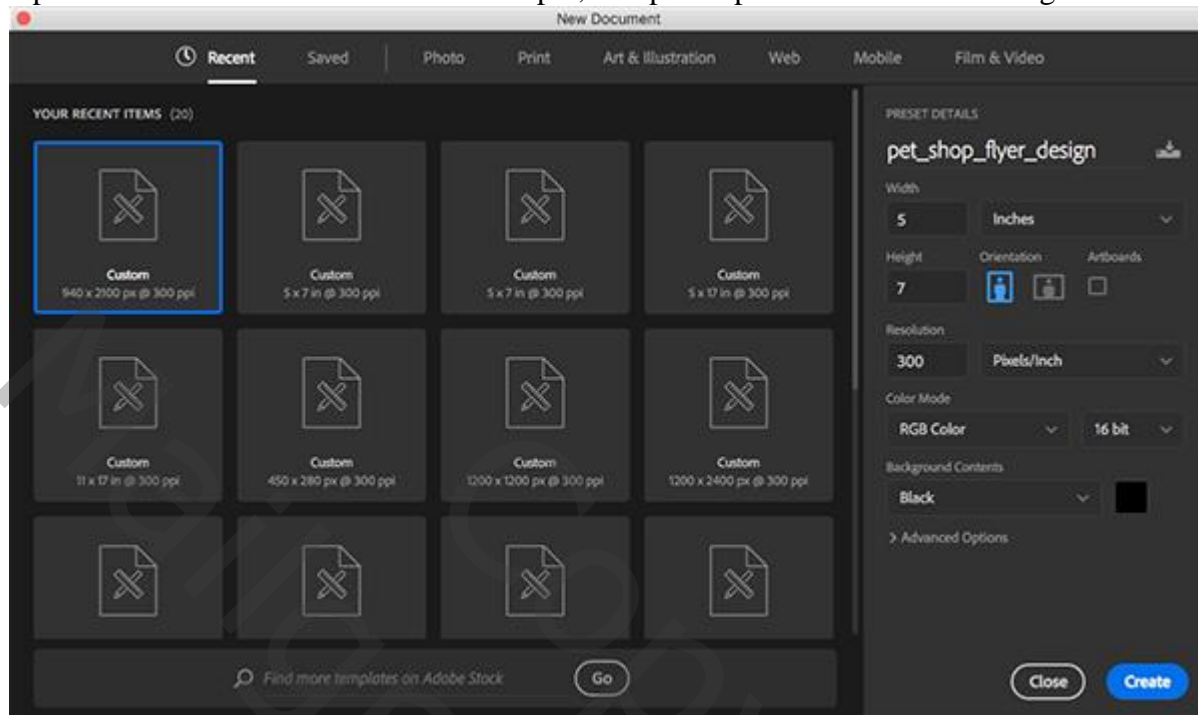 New Document
Recent Saved Photo Print Art & Illustration Web Mobile Film & Video
YOUR RECENT ITEMS (20)
Custom
940 x 2100 px @ 300 ppi
Custom
5 x 7 in @ 300 ppi
Custom
5 x 7 in @ 300 ppi
Custom
5 x 17 in @ 300 ppi
Custom
11 x 17 in @ 300 ppi
Custom
450 x 280 px @ 300 ppi
Custom
1200 x 1200 px @ 300 ppi
Custom
1200 x 2400 px @ 300 ppi
Find more templates on Adobe Stock
Go
PRESET DETAILS
pet_shop_flyer_design
Width
5 Inches
Height Orientation Artboards
7
Resolution
300 Pixels/Inch
Color Mode
RGB Color 16 bit
Background Contents
Black
> Advanced Options
Close Create